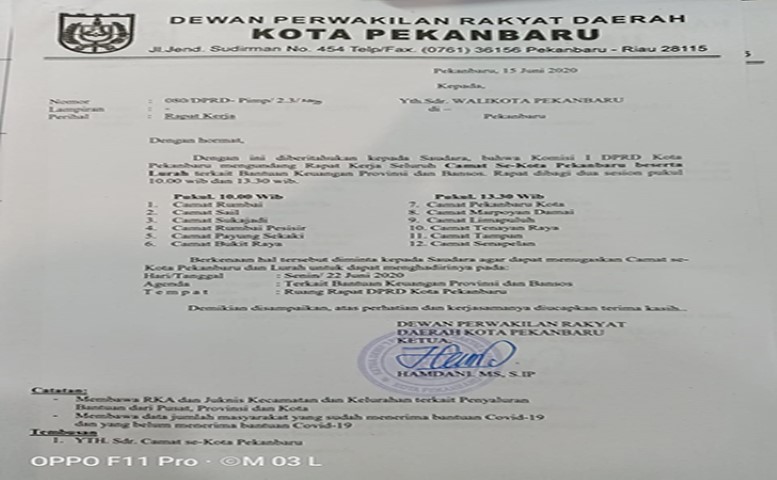 DEWAN PERWAKILAN RAKYAT DAERAH
KOTA PEKANBARU
Jl.Jend. Sudirman No. 454 Telp/Fax. (0761) 36156 Pekanbaru - Riau 28115
Pekanbaru, 15 Juni 2020
Kepada,
Nomor : 080/DPRD- Pimp/ 2.3/ Yth.Sdr. WALIKOTA PEKANBARU
Lampiran : - di –
Perihal : Rapat Kerja Pekanbaru
Dengan hormat,
Dengan ini diberitahukan kepada Saudara, bahwa Komisi I DPRD Kota
Pekanbaru mengundang Rapat Kerja Seluruh Camat Se-Kota Pekanbaru beserta
Lurah terkait Bantuan Keuangan Provinsi dan Bansos. Rapat dibagi dua sesion pukul
10.00 wib dan 13.30 wib.
Pukul 10.00 Wib Pukul 13.30 Wib
1. Camat Rumbai 7. Camat Pekanbaru Kota
2. Camat Sail 8. Camat Marpoyan Damai
3. Camat Sukajadi 9. Camat Limapuluh
4. Camat Rumbai Pesisir 10. Camat Tenayan Raya
5. Camat Payung Sekaki 11. Camat Tampan
6. Camat Bukit Raya 12. Camat Senapelan
Berkenaan hal tersebut diminta kepada Saudara agar dapat menugaskan Camat se-
Kota Pekanbaru dan Lurah untuk dapat menghadirinya pada:
Hari/Tanggal : Senin/ 22 Juni 2020
Agenda : Terkait Bantuan Keuangan Provinsi dan Bansos
T e m p a t : Ruang Rapat DPRD Kota Pekanbaru
Demikian disampaikan, atas perhatian dan kerjasamanya diucapkan terima kasih..
DEWAN PERWAKILAN RAKYAT
DAERAH KOTA PEKANBARU
KETUA,
HAMDANI. MS, S.IP
Catatan:
- Membawa RKA dan Juknis Kecamatan dan Kelurahan terkait Penyaluran
Bantuan dari Pusat, Provinsi dan Kota
- Membawa data jumlah masyarakat yang sudah menerima bantuan Covid-19
dan yang belum menerima bantuan Covid-19
Tembusan
1. YTH. Sdr. Camat se-Kota Pekanbaru
OPPO F11 Pro · ©M 03 L